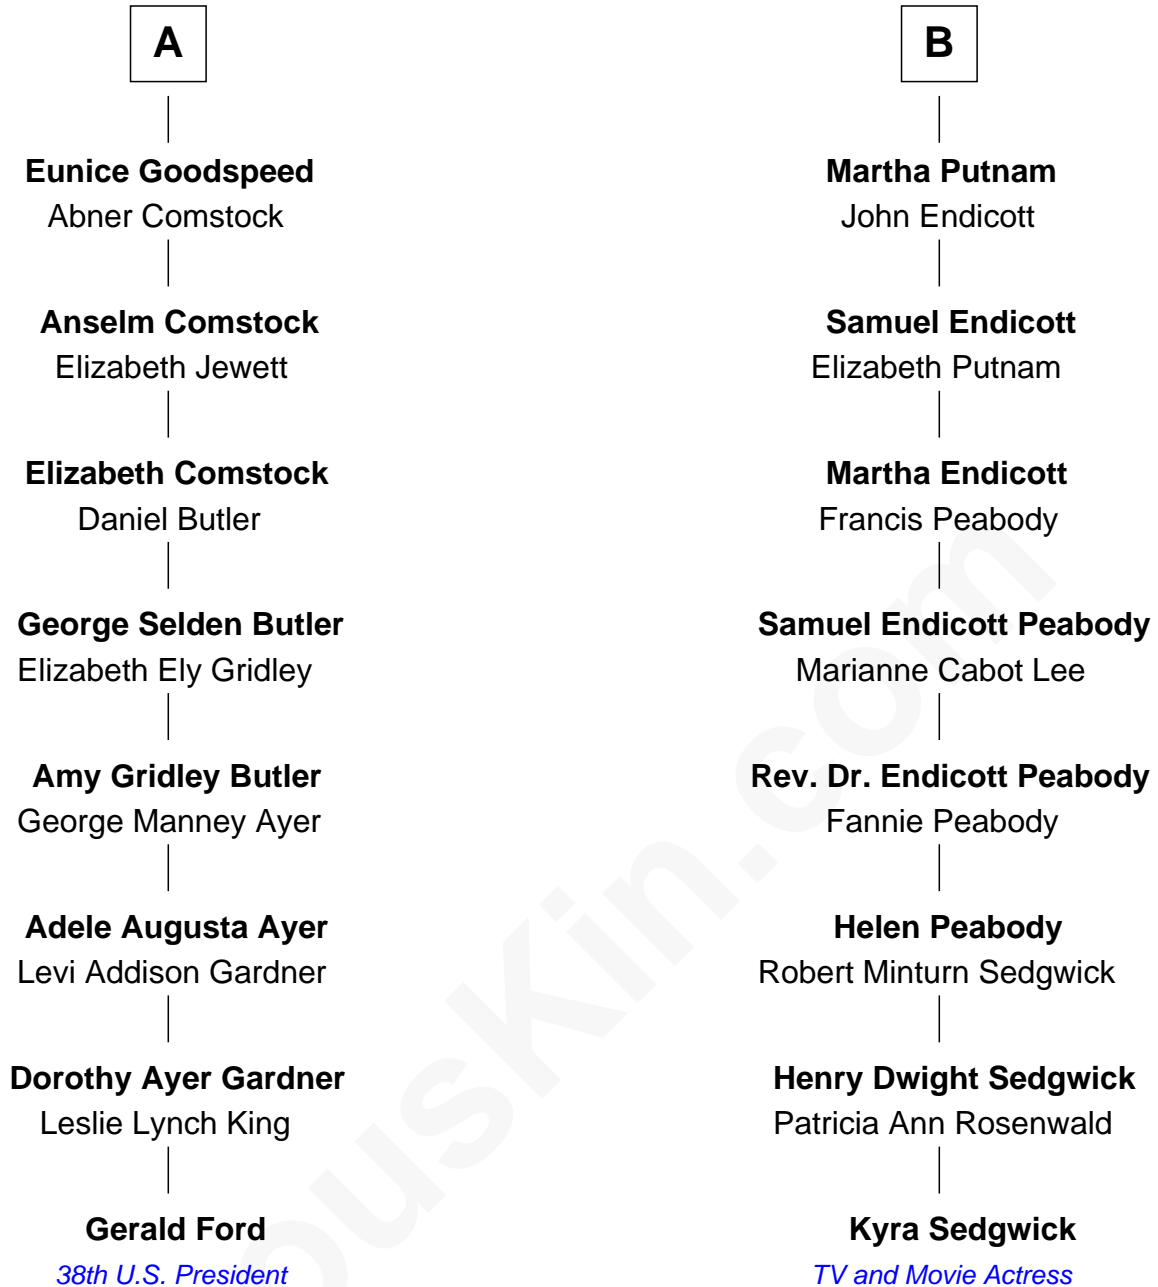 A
Eunice Goodspeed
Abner Comstock
Anselm Comstock
Elizabeth Jewett
Elizabeth Comstock
Daniel Butler
George Selden Butler
Elizabeth Ely Gridley
Amy Gridley Butler
George Manney Ayer
Adele Augusta Ayer
Levi Addison Gardner
Dorothy Ayer Gardner
Leslie Lynch King
Gerald Ford
38th U.S. President
B
Martha Putnam
John Endicott
Samuel Endicott
Elizabeth Putnam
Martha Endicott
Francis Peabody
Samuel Endicott Peabody
Marianne Cabot Lee
Rev. Dr. Endicott Peabody
Fannie Peabody
Helen Peabody
Robert Minturn Sedgwick
Henry Dwight Sedgwick
Patricia Ann Rosenwald
Kyra Sedgwick
TV and Movie Actress
ousKin.com